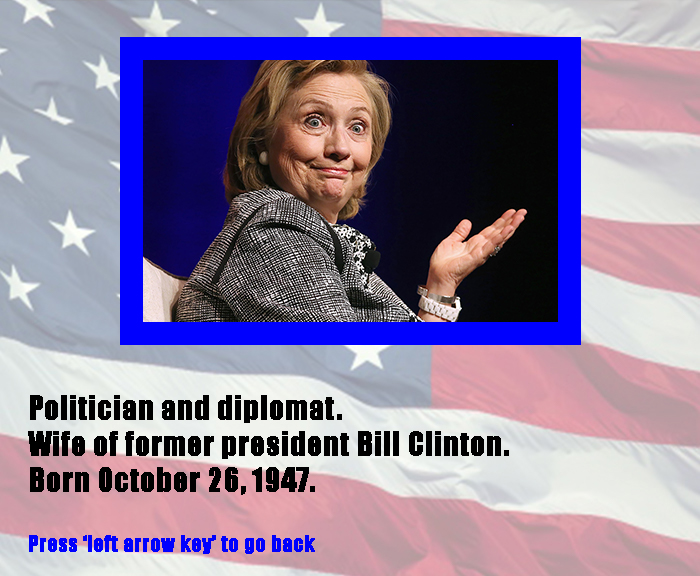 Politician and diplomat.
Wife of former president Bill Clinton.
Born October 26, 1947.
Press ‘left arrow key’ to go back